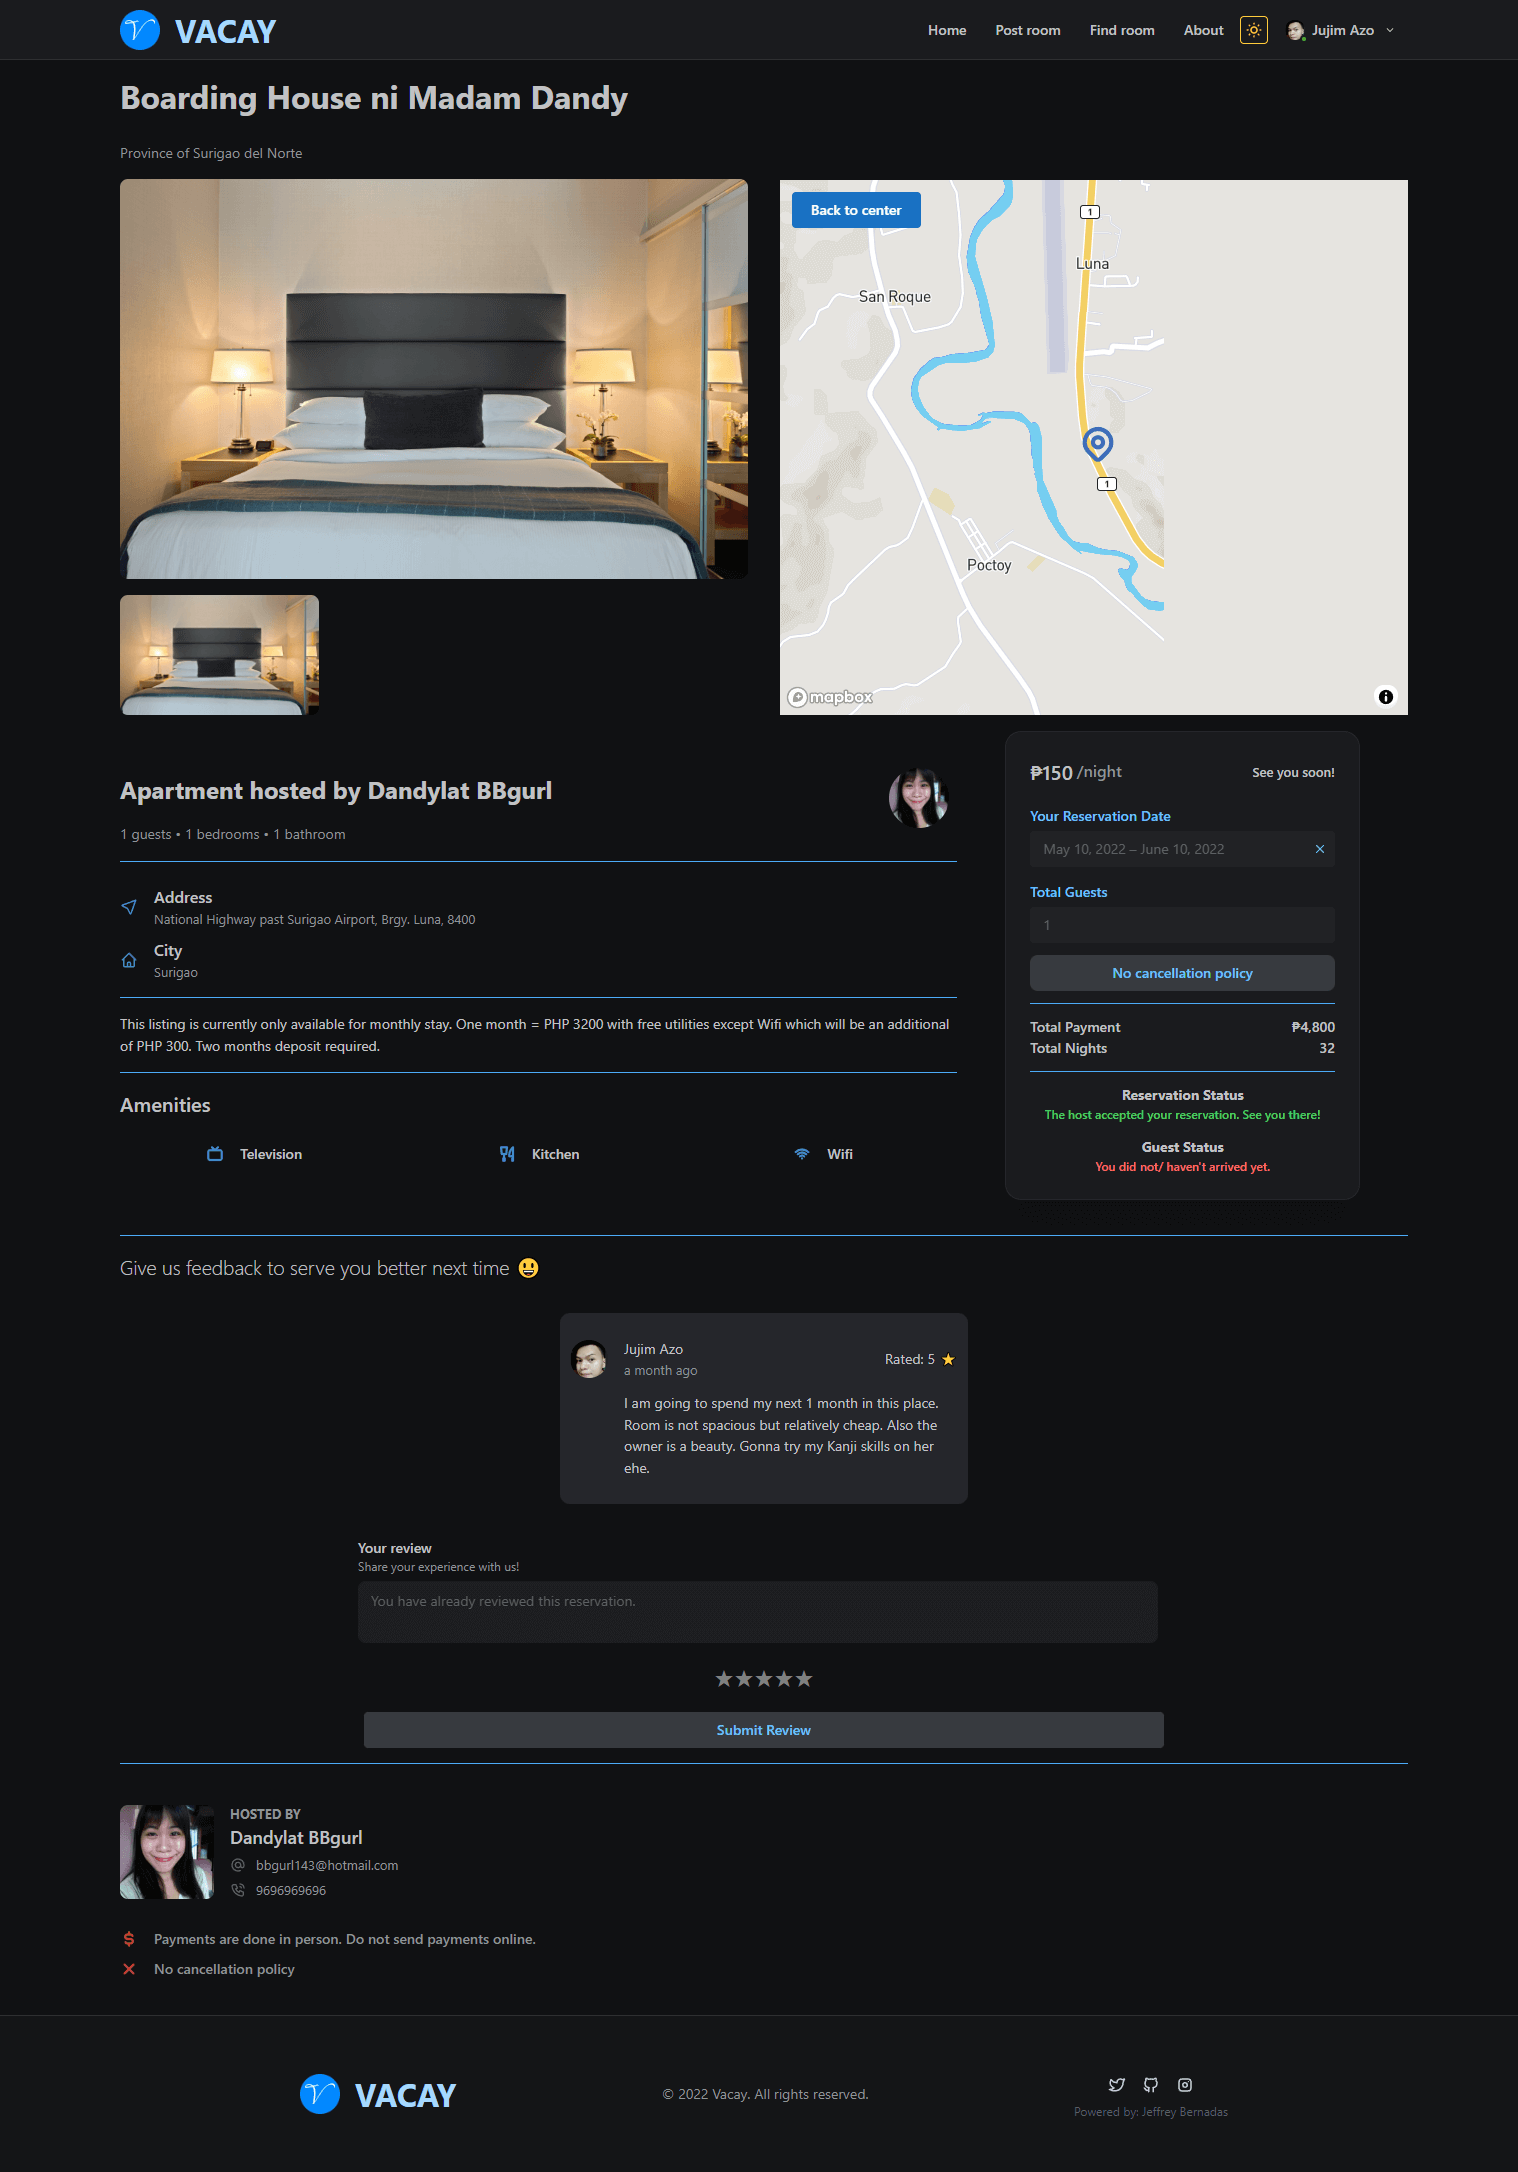 VACAY
Home
Post room
Find room
About
Jujim Azo
Boarding House ni Madam Dandy
Province of Surigao del Norte
Back to center
1
Luna
San Roque
1
Poctoy
mapbox
Apartment hosted by Dandylat BBgurl
1 guests • 1 bedrooms • 1 bathroom
Address
National Highway past Surigao Airport, Brgy. Luna, 8400
City
Surigao
This listing is currently only available for monthly stay. One month = PHP 3200 with free utilities except Wifi which will be an additional
of PHP 300. Two months deposit required.
Amenities
Television
Kitchen
Wifi
₱150 /night
See you soon!
Your Reservation Date
May 10, 2022 – June 10, 2022
Total Guests
1
No cancellation policy
Total Payment ₱4,800
Total Nights 32
Reservation Status
The host accepted your reservation. See you there!
Guest Status
You did not/ haven't arrived yet.
Give us feedback to serve you better next time 😃
Jujim Azo
a month ago
Rated: 5
I am going to spend my next 1 month in this place.
Room is not spacious but relatively cheap. Also the
owner is a beauty. Gonna try my Kanji skills on her
ehe.
Your review
Share your experience with us!
You have already reviewed this reservation.
Submit Review
HOSTED BY
Dandylat BBgurl
bbgurl143@hotmail.com
9696969696
Payments are done in person. Do not send payments online.
No cancellation policy
VACAY
© 2022 Vacay. All rights reserved.
Powered by: Jeffrey Bernadas